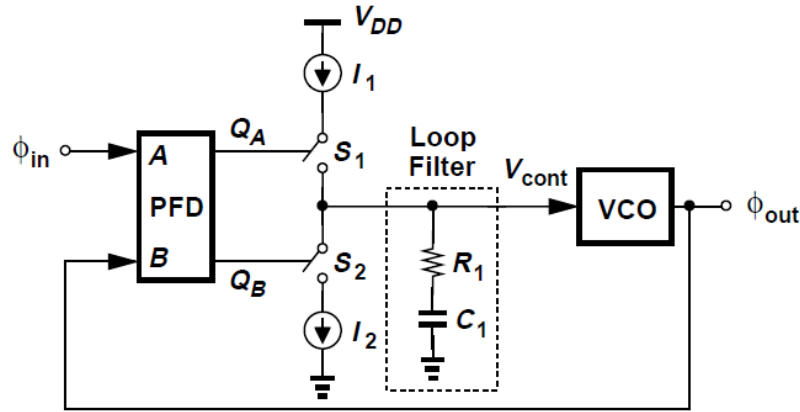 V_DD
I_1
Q_A
S_1
Loop
Filter
ϕ_in
A
PFD
B
V_cont
VCO
ϕ_out
Q_B
S_2
R_1
C_1
I_2